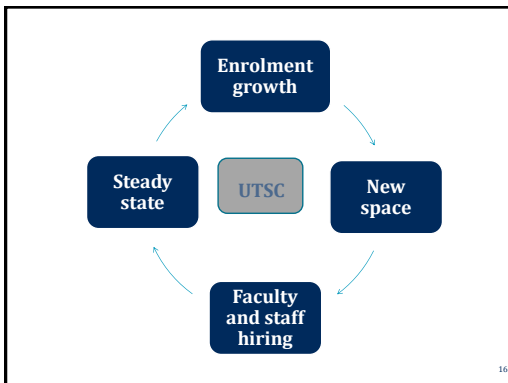 Enrolment
growth
Steady
state
UTSC
New
space
Faculty
and staff
hiring
16